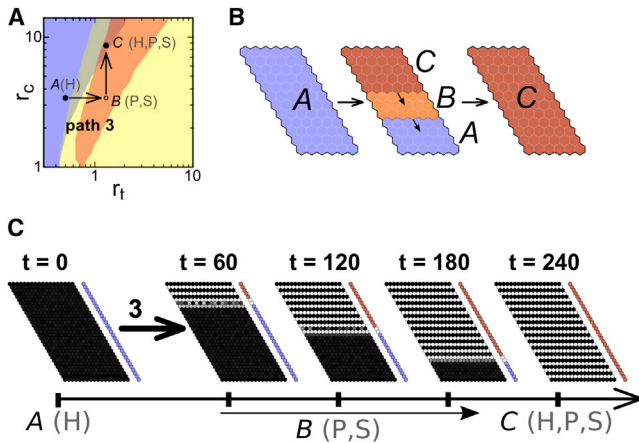 A
10
r_c
1
A(H)
C (H,P,S)
B (P,S)
path 3
1
10
r_t
B
A
C
B
A
C
C
t = 0
t = 60
t = 120
t = 180
t = 240
3
A (H)
B (P,S)
C (H,P,S)